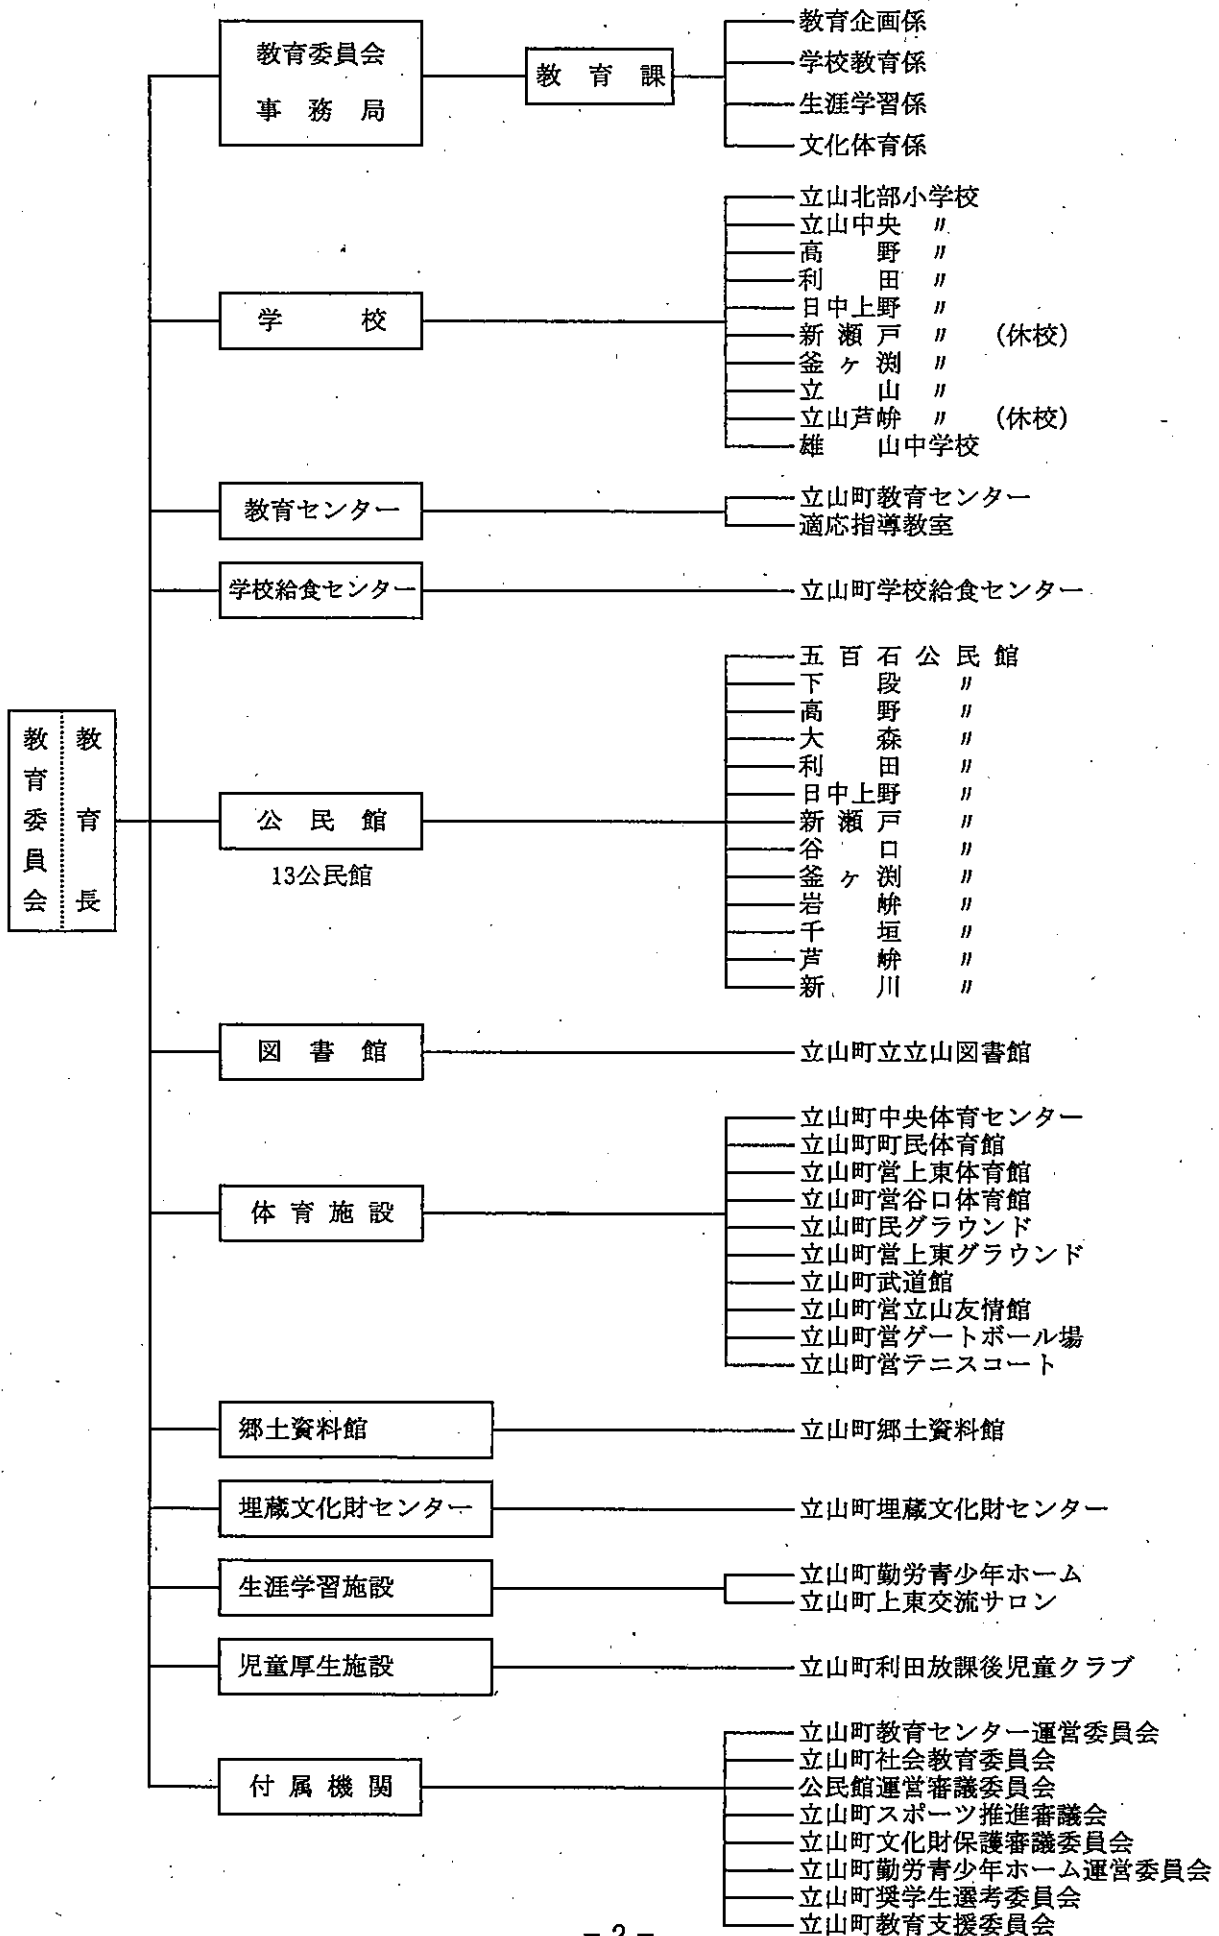 教育委員会
教育長
教育委員会
事務局
教育課
教育企画係
学校教育係
生涯学習係
文化体育係
学校
立山北部小学校
立山中央 〃
高野 〃
利田 〃
日中上野 〃
新瀬戸 〃 (休校)
釜ヶ渕 〃
立山 〃
立山芦峅 〃 (休校)
雄山中学校
教育センター
立山町教育センター
適応指導教室
学校給食センター
立山町学校給食センター
公民館
13公民館
五百石公民館
下段 〃
高野 〃
大森 〃
利田 〃
日中上野 〃
新瀬戸 〃
谷口 〃
釜ヶ渕 〃
岩峅 〃
千垣 〃
芦峅 〃
新川 〃
図書館
立山町立立山図書館
体育施設
立山町中央体育センター
立山町町民体育館
立山町営上東体育館
立山町営谷口体育館
立山町民グラウンド
立山町営上東グラウンド
立山町武道館
立山町営立山友情館
立山町営ゲートボール場
立山町営テニスコート
郷土資料館
立山町郷土資料館
埋蔵文化財センター
立山町埋蔵文化財センター
生涯学習施設
立山町勤労青少年ホーム
立山町上東交流サロン
児童厚生施設
立山町利田放課後児童クラブ
付属機関
立山町教育センター運営委員会
立山町社会教育委員会
公民館運営審議委員会
立山町スポーツ推進審議会
立山町文化財保護審議委員会
立山町勤労青少年ホーム運営委員会
立山町奨学生選考委員会
立山町教育支援委員会
－2－